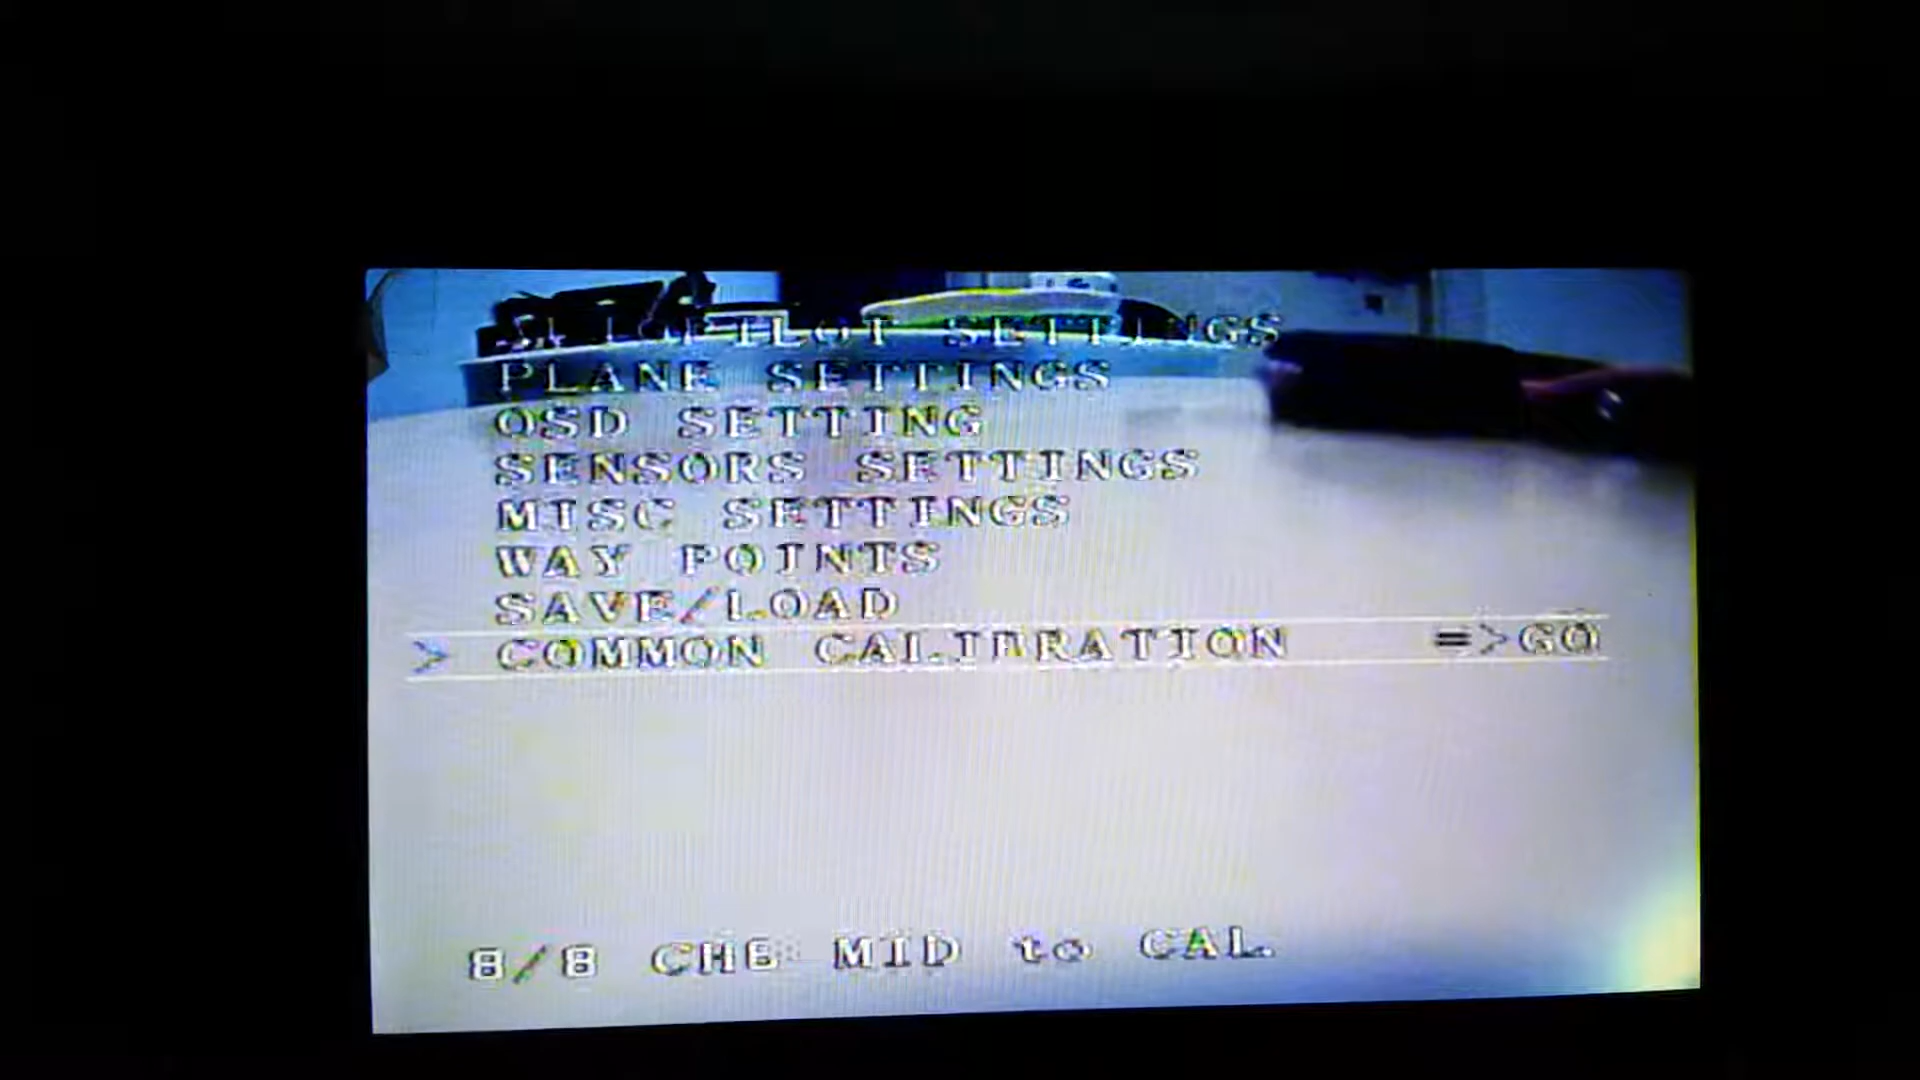 SETTINGS
PLANE SETTINGS
OSD SETTING
SENSORS SETTINGS
MISC SETTINGS
WAY POINTS
SAVE/LOAD
> COMMON CALIBRATION =>GO
8/8 MID to CAL.